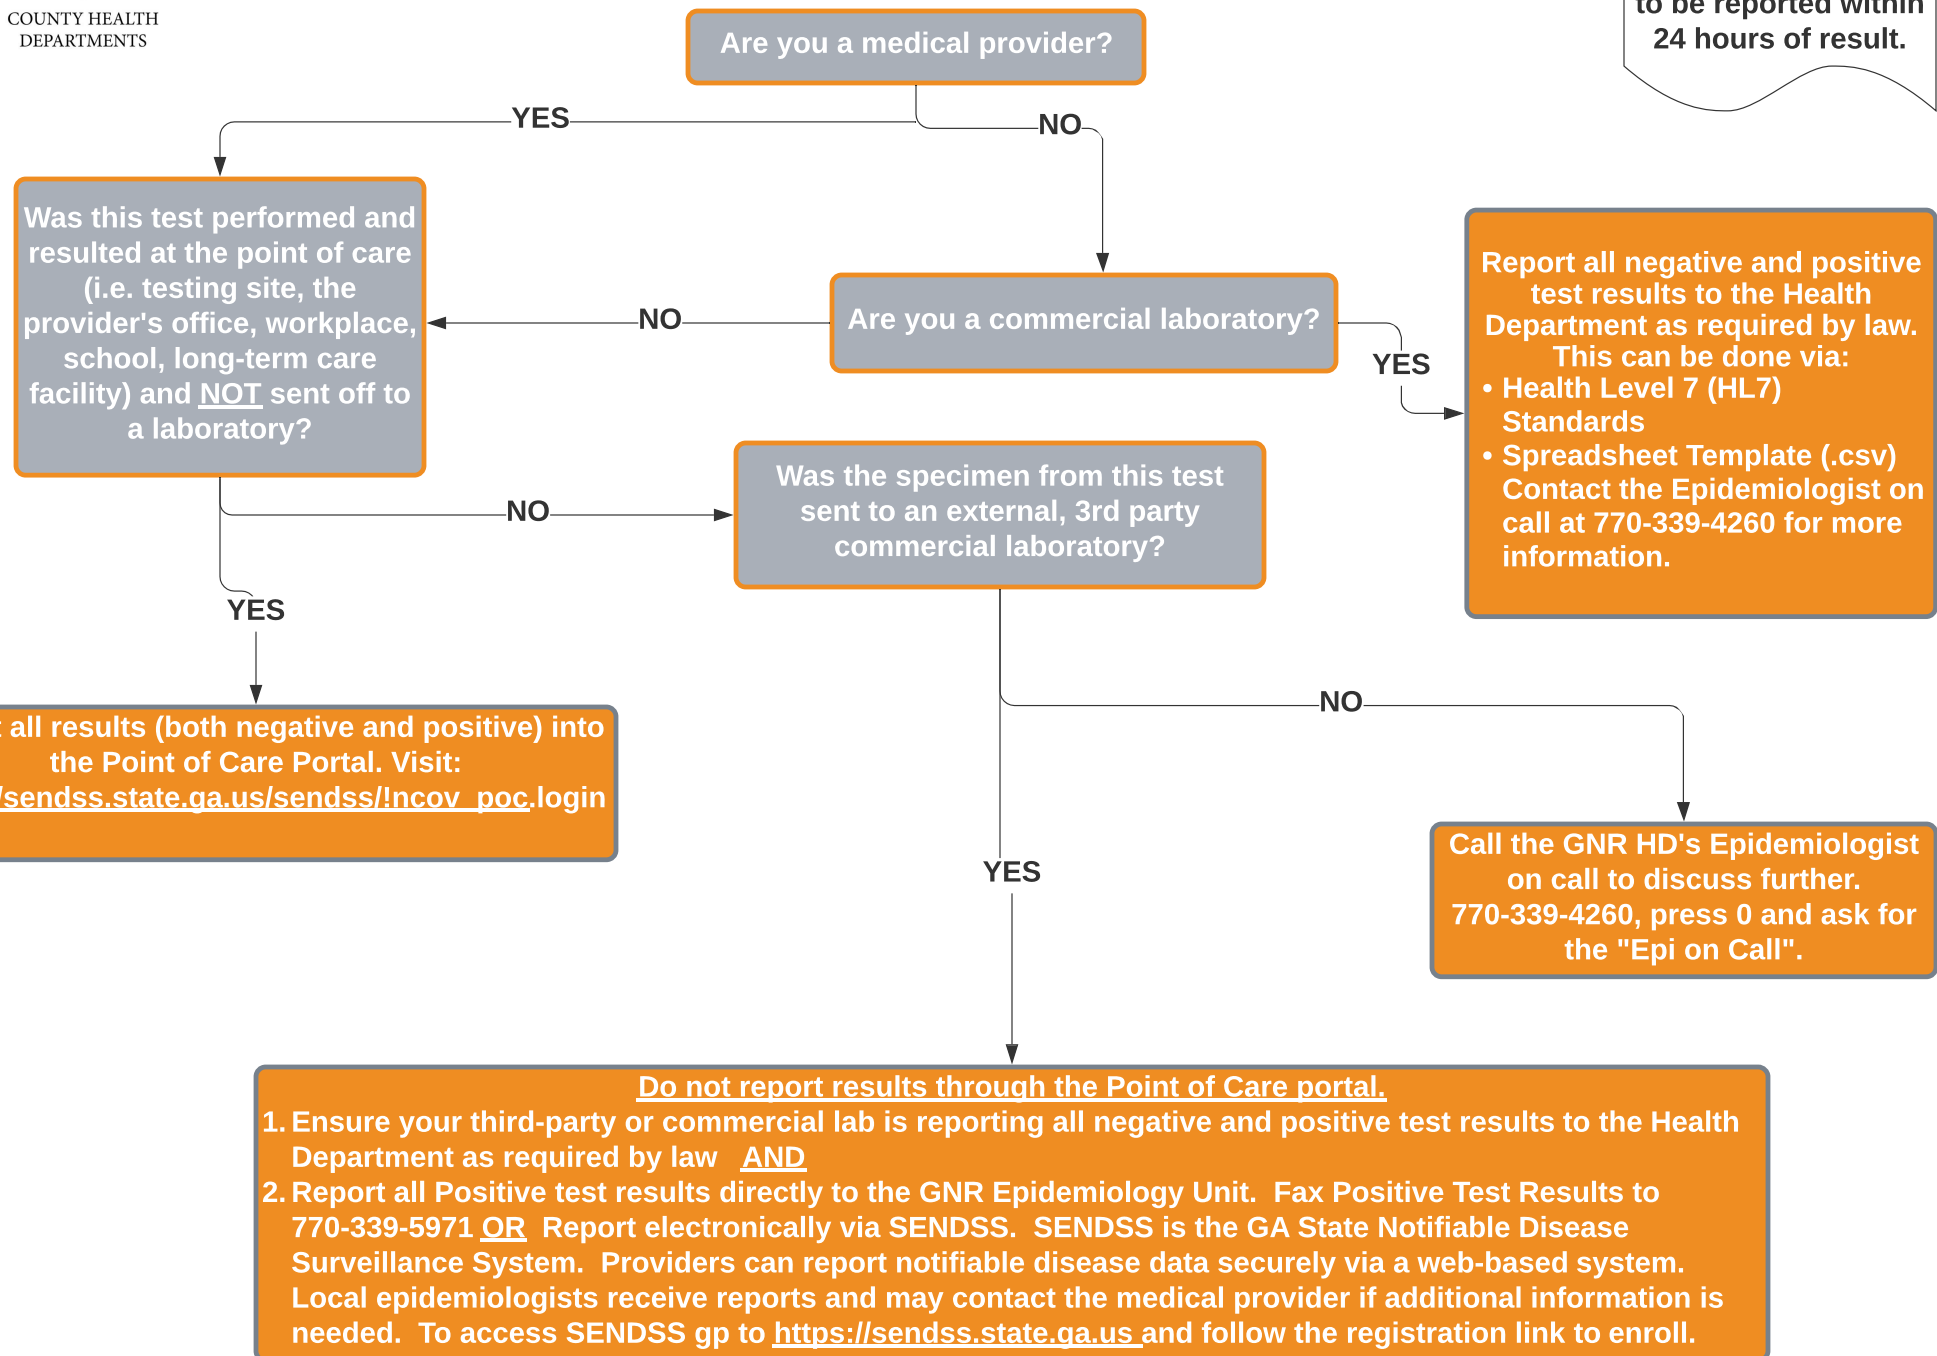 COUNTY HEALTH
DEPARTMENTS
to be reported within
24 hours of result.
Are you a medical provider?
YES
NO
Was this test performed and
resulted at the point of care
(i.e. testing site, the
provider's office, workplace,
school, long-term care
facility) and NOT sent off to
a laboratory?
NO
Are you a commercial laboratory?
YES
Report all negative and positive
test results to the Health
Department as required by law.
This can be done via:
• Health Level 7 (HL7)
Standards
• Spreadsheet Template (.csv)
Contact the Epidemiologist on
call at 770-339-4260 for more
information.
NO
Was the specimen from this test
sent to an external, 3rd party
commercial laboratory?
YES
all results (both negative and positive) into
the Point of Care Portal. Visit:
/sendss.state.ga.us/sendss/!ncov_poc.login
NO
YES
Call the GNR HD's Epidemiologist
on call to discuss further.
770-339-4260, press 0 and ask for
the "Epi on Call".
Do not report results through the Point of Care portal.
1. Ensure your third-party or commercial lab is reporting all negative and positive test results to the Health
Department as required by law AND
2. Report all Positive test results directly to the GNR Epidemiology Unit. Fax Positive Test Results to
770-339-5971 OR Report electronically via SENDSS. SENDSS is the GA State Notifiable Disease
Surveillance System. Providers can report notifiable disease data securely via a web-based system.
Local epidemiologists receive reports and may contact the medical provider if additional information is
needed. To access SENDSS gp to https://sendss.state.ga.us and follow the registration link to enroll.